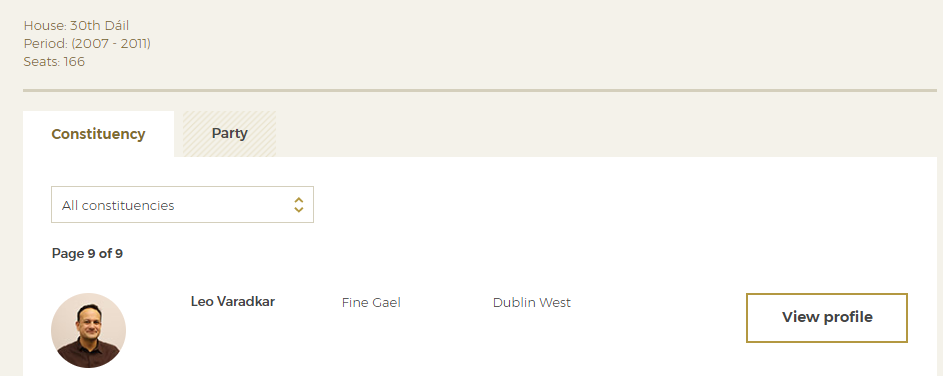 House: 30th Dáil
Period: (2007 - 2011)
Seats: 166
Constituency Party
All constituencies
Page 9 of 9
Leo Varadkar Fine Gael Dublin West View profile